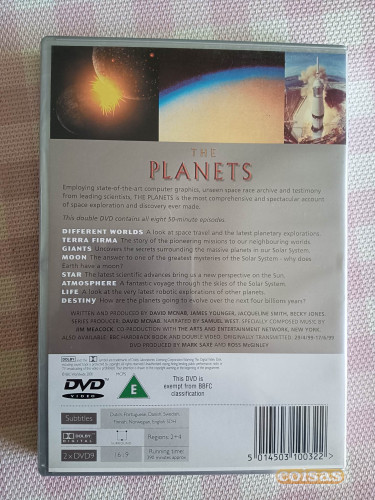 THE
PLANETS
Employing state-of-the-art computer graphics, unseen space race archive and testimony
from leading scientists, THE PLANETS is the most comprehensive and spectacular account
of space exploration and discovery ever made.
This double DVD contains all eight 50-minute episodes.
DIFFERENT WORLDS A look at space travel and the latest planetary explorations.
TERRA FIRMA The story of the pioneering missions to our neighbouring worlds.
GIANTS Uncovers the secrets surrounding the massive planets in our Solar System.
MOON The answer to one of the greatest mysteries of the Solar System - why does
Earth have a moon?
STAR The latest scientific advances bring us a new perspective on the Sun.
ATMOSPHERE A fantastic voyage through the skies of the Solar System.
LIFE A look at the very latest robotic explorations of other planets.
DESTINY How are the planets going to evolve over the next four billion years?
WRITTEN AND PRODUCED BY DAVID MCNAB, JAMES YOUNGER, JACQUELINE SMITH, BECKY JONES.
SERIES PRODUCER: DAVID MCNAB. NARRATED BY SAMUEL WEST. SPECIALLY COMPOSED MUSIC BY
JIM MEACOCK. CO-PRODUCTION WITH THE ARTS AND ENTERTAINMENT NETWORK, NEW YORK.
ALSO AVAILABLE: BBC HARDBACK BOOK AND DOUBLE VIDEO. ORIGINALLY TRANSMITTED: 29/4/99-17/6/99
DVD PRODUCED BY MARK SAXE AND ROSS McGINLEY
DOLBY
DVD
VIDEO
E
This DVD is
exempt from BBFC
classification
Subtitles
DOLBY
DIGITAL
Regions: 2+4
2 x DVD9
16:9
Running time
5 014503 100322
coisas